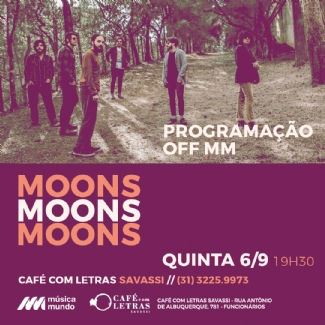 PROGRAMAÇÃO
OFF MM
MOONS
MOONS
MOONS
QUINTA 6/9 19H30
CAFÉ COM LETRAS SAVASSI // (31) 3225.9973
música
mundo
CAFÉ com
LETRAS
SAVASSI
CAFÉ COM LETRAS SAVASSI · RUA ANTÔNIO
DE ALBUQUERQUE, 781 - FUNCIONÁRIOS